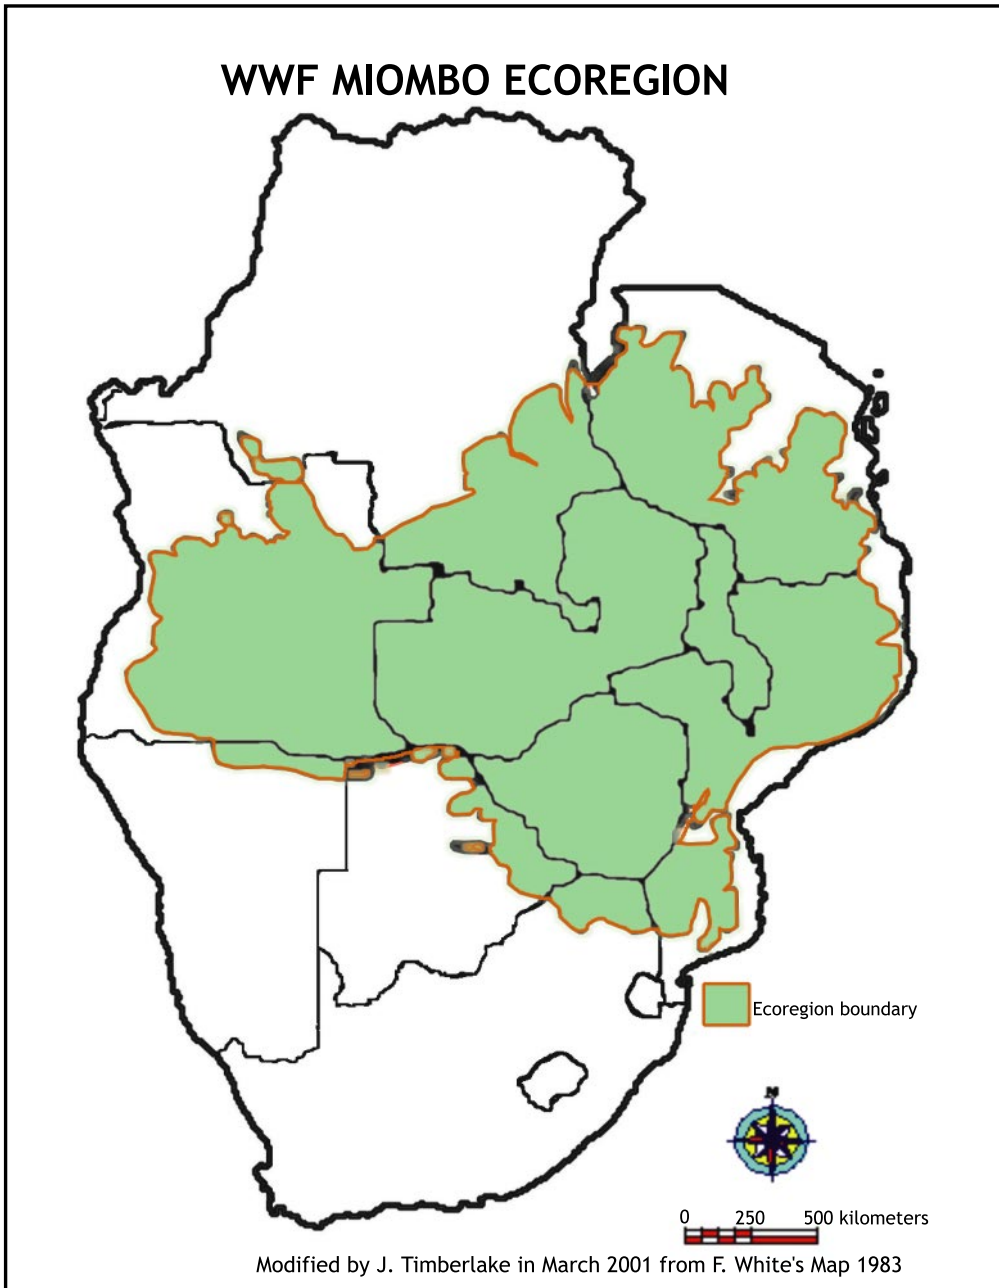 WWF MIOMBO ECOREGION
Ecoregion boundary
N
0 250 500 kilometers
Modified by J. Timberlake in March 2001 from F. White's Map 1983